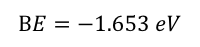 BE = −1.653 eV